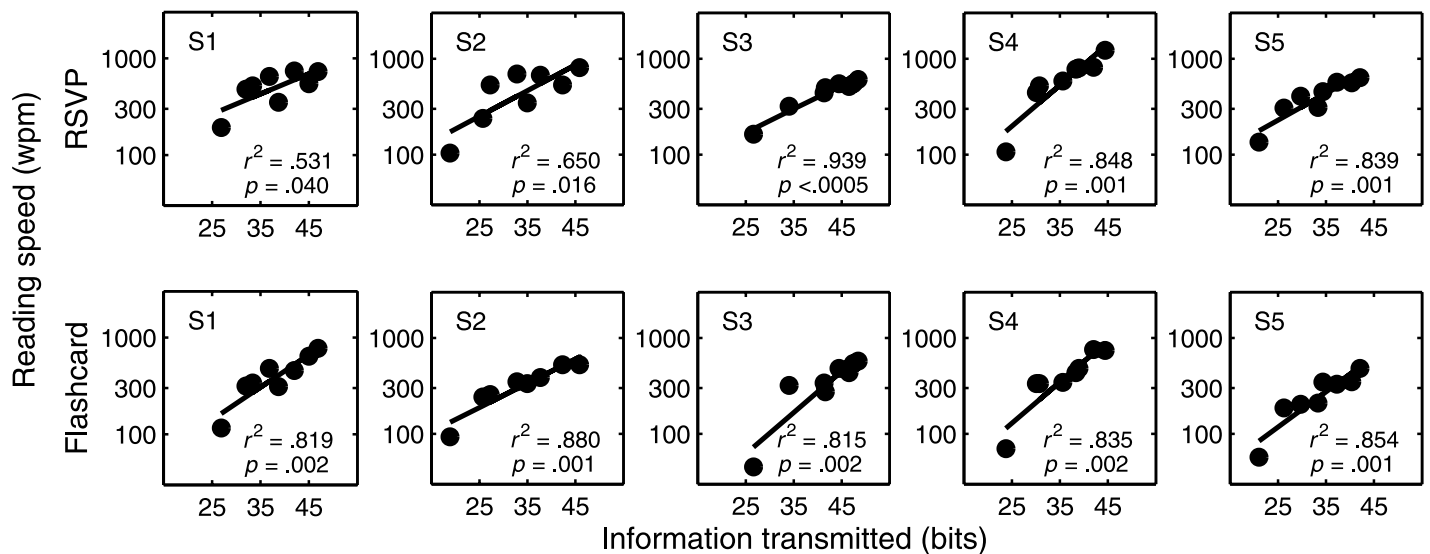 Reading speed (wpm)
RSVP
S1
S2
S3
S4
S5
1000
300
100
1000
300
100
1000
300
100
1000
300
100
1000
300
100
r² = .531
p = .040
r² = .650
p = .016
r² = .939
p <.0005
r² = .848
p = .001
r² = .839
p = .001
25 35 45
25 35 45
25 35 45
25 35 45
25 35 45
Flashcard
S1
S2
S3
S4
S5
1000
300
100
1000
300
100
1000
300
100
1000
300
100
1000
300
100
r² = .819
p = .002
r² = .880
p = .001
r² = .815
p = .002
r² = .835
p = .002
r² = .854
p = .001
25 35 45
25 35 45
25 35 45
25 35 45
25 35 45
Information transmitted (bits)